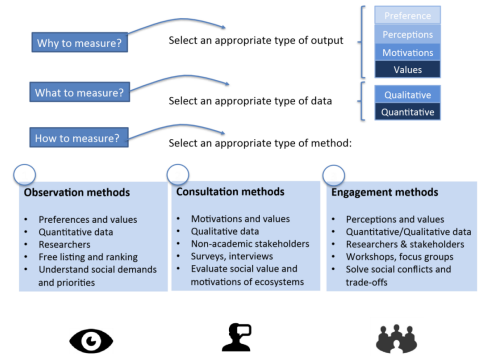 Why to measure?
Select an appropriate type of output
Preference
Perceptions
Motivations
Values
What to measure?
Select an appropriate type of data
Qualitative
Quantitative
How to measure?
Select an appropriate type of method:
Observation methods
• Preferences and values
• Quantitative data
• Researchers
• Free listing and ranking
• Understand social demands
and priorities
Consultation methods
• Motivations and values
• Qualitative data
• Non-academic stakeholders
• Surveys, interviews
• Evaluate social value and
motivations of ecosystems
Engagement methods
• Perceptions and values
• Quantitative/Qualitative data
• Researchers & stakeholders
• Workshops, focus groups
• Solve social conflicts and
trade-offs